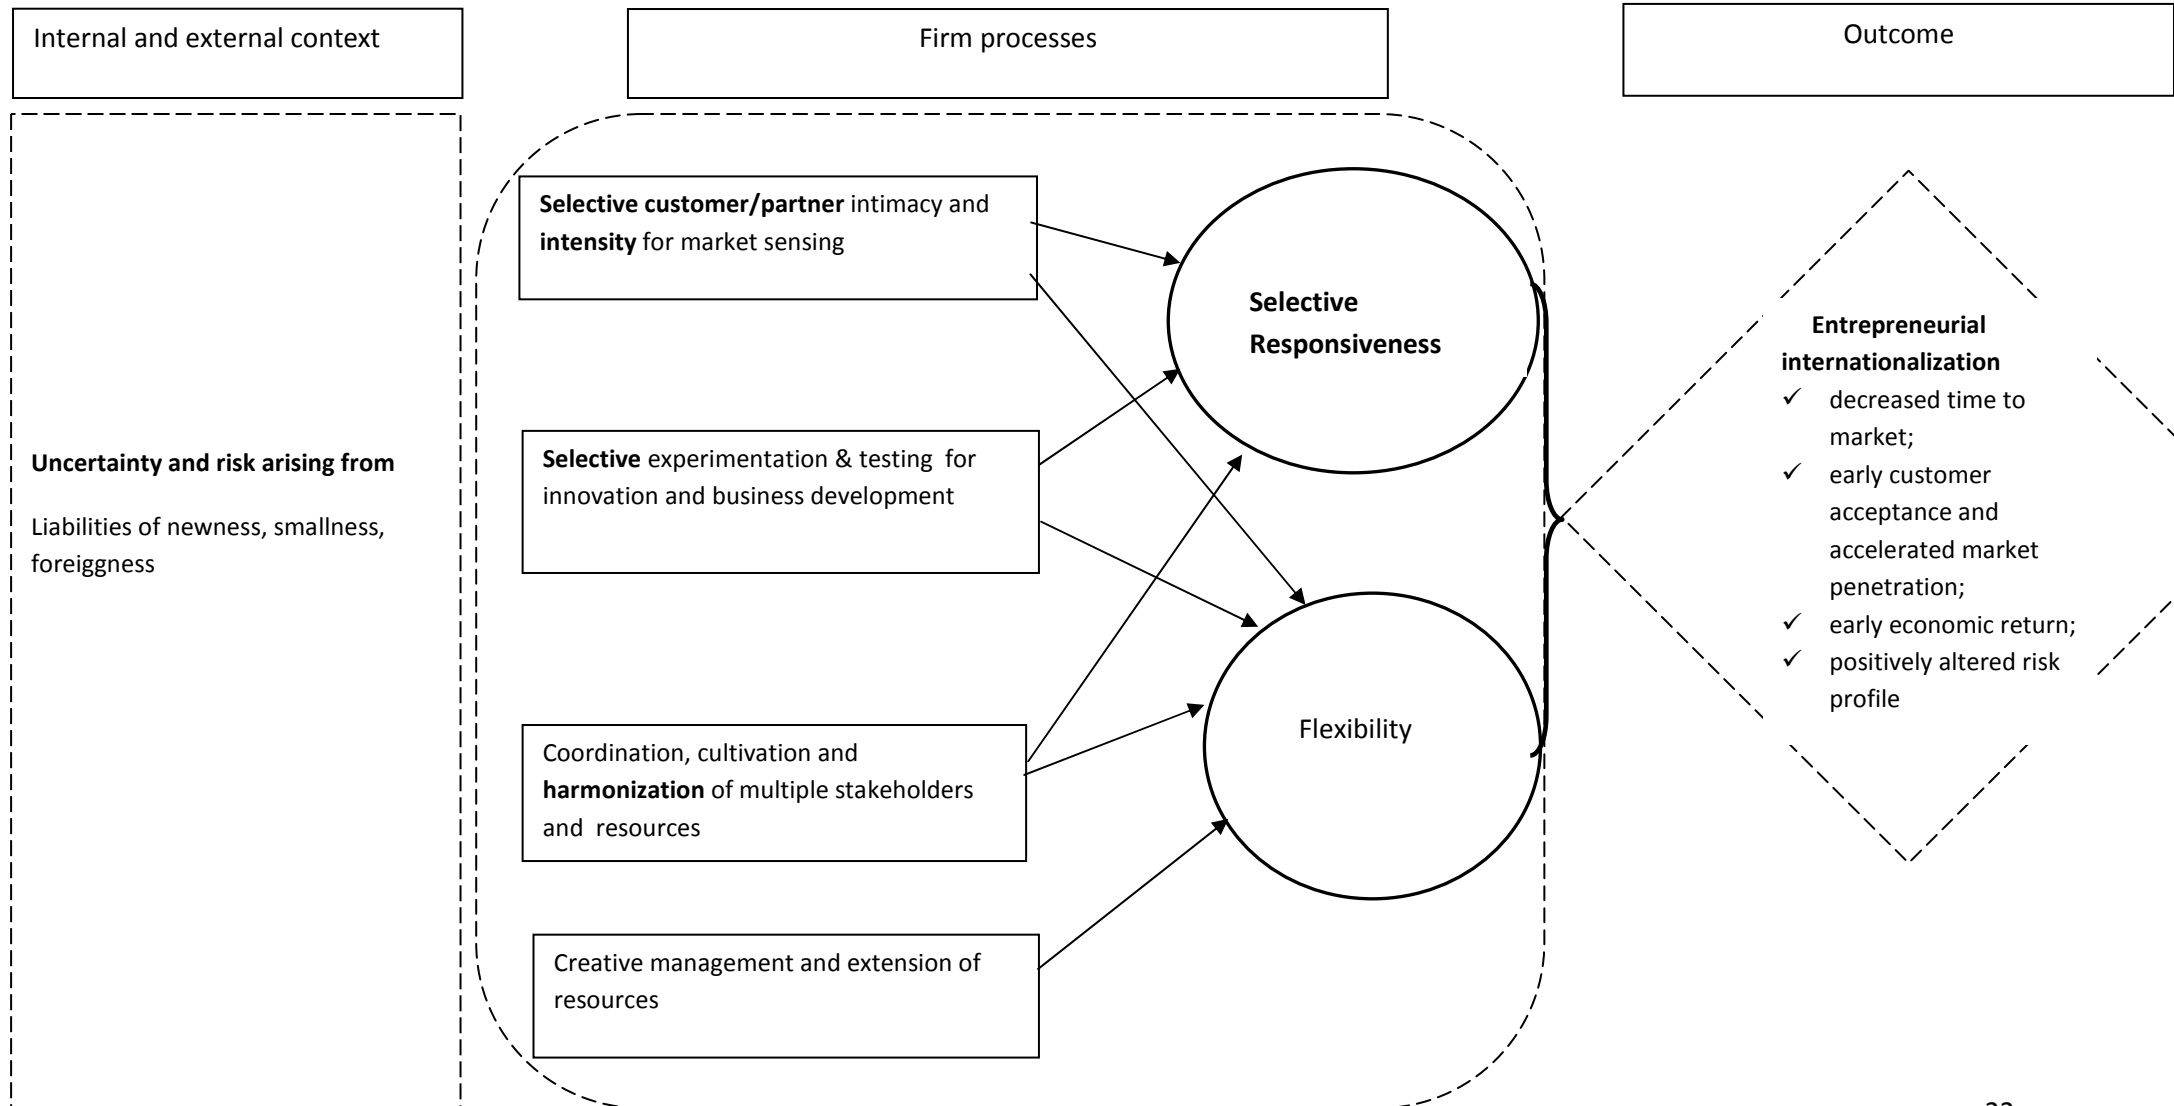 Internal and external context
Firm processes
Outcome
Uncertainty and risk arising from
Liabilities of newness, smallness,
foreiggness
Selective customer/partner intimacy and
intensity for market sensing
Selective experimentation & testing for
innovation and business development
Coordination, cultivation and
harmonization of multiple stakeholders
and resources
Creative management and extension of
resources
Selective
Responsiveness
Flexibility
Entrepreneurial
internationalization
✓ decreased time to
market;
✓ early customer
acceptance and
accelerated market
penetration;
✓ early economic return;
✓ positively altered risk
profile